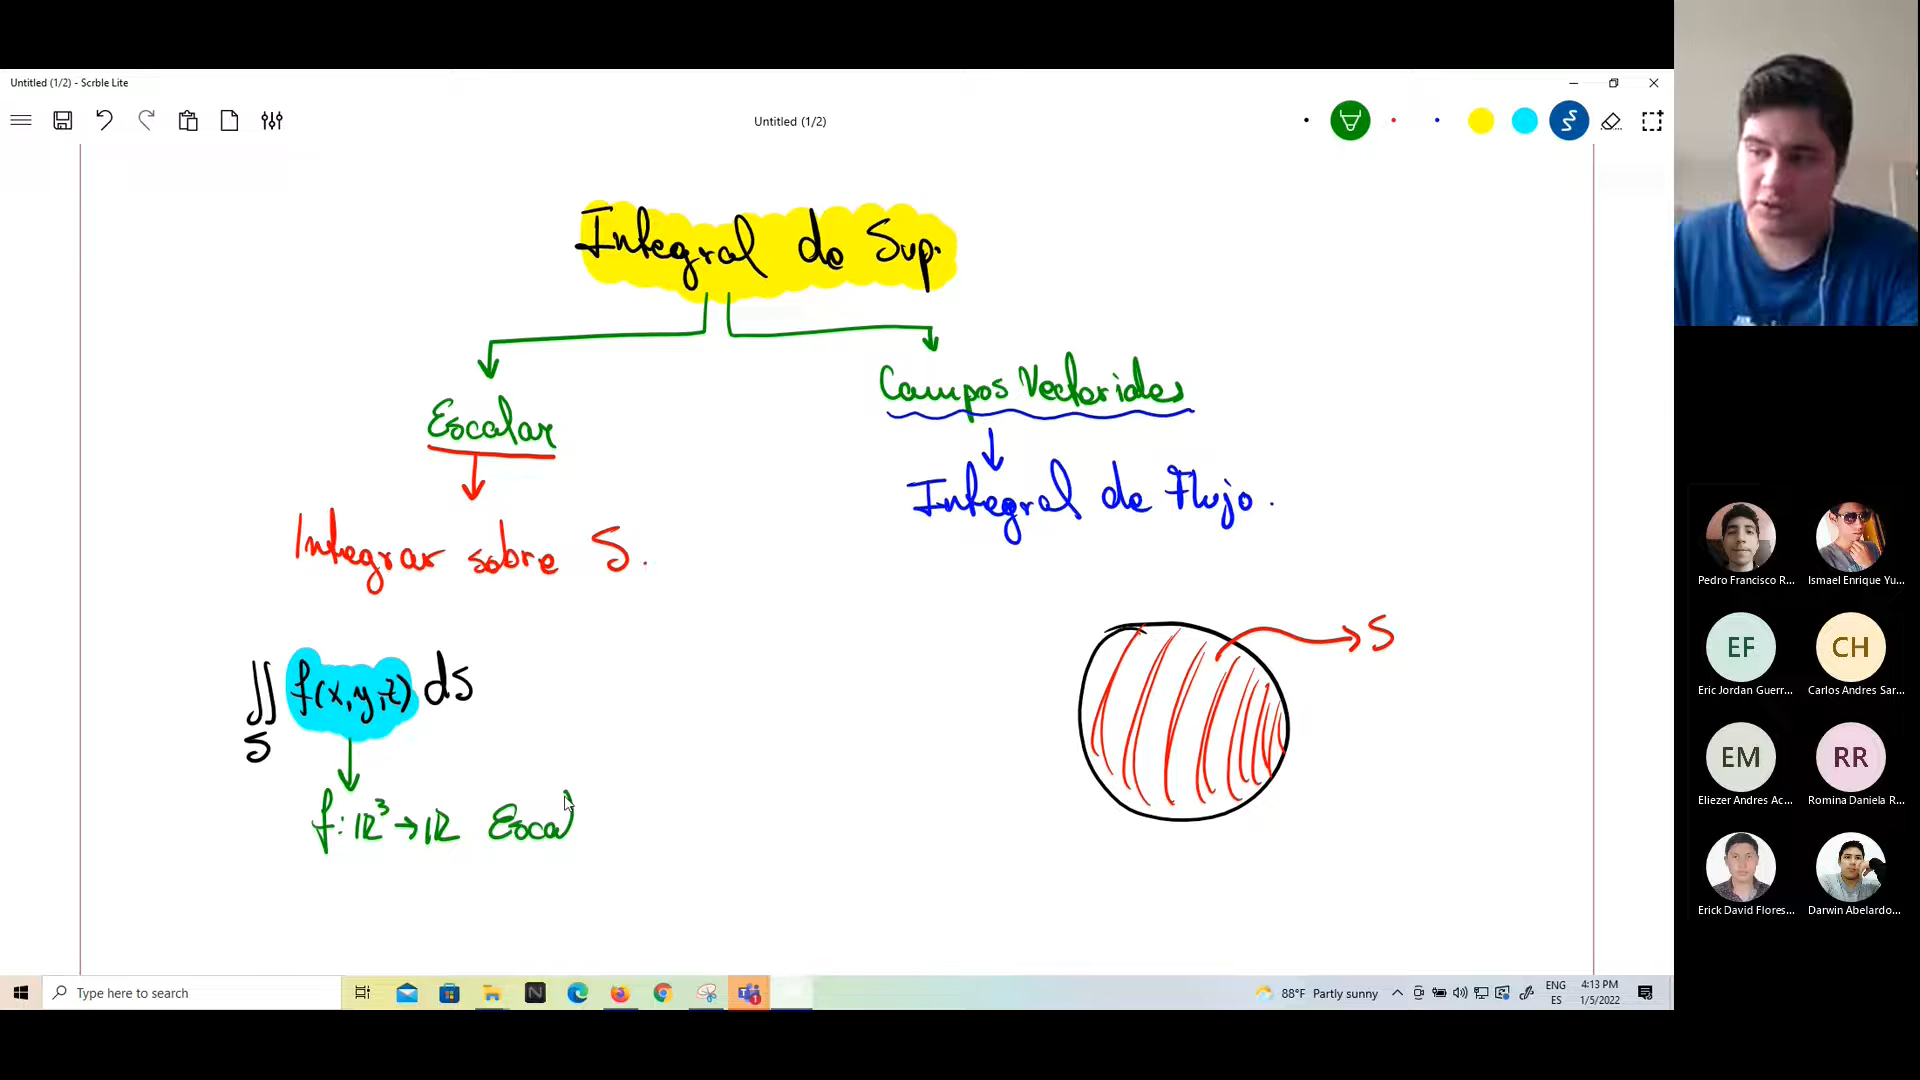 Untitled (1/2) - Scrble Lite
Untitled (1/2)
Integral de Sup.
Escalar
Campos Vectoriales
Integrar sobre S.
Integral de Flujo.
∬ f(x,y,z) dS
S
f: ℝ³ → ℝ Escal
S
Pedro Francisco R...
Ismael Enrique Yu...
EF
CH
Eric Jordan Guerr...
Carlos Andres Sar...
EM
RR
Eliezer Andres Ac...
Romina Daniela R...
Erick David Flores...
Darwin Abelardo...
Type here to search
N
1
88°F Partly sunny
ENG
ES
4:13 PM
1/5/2022